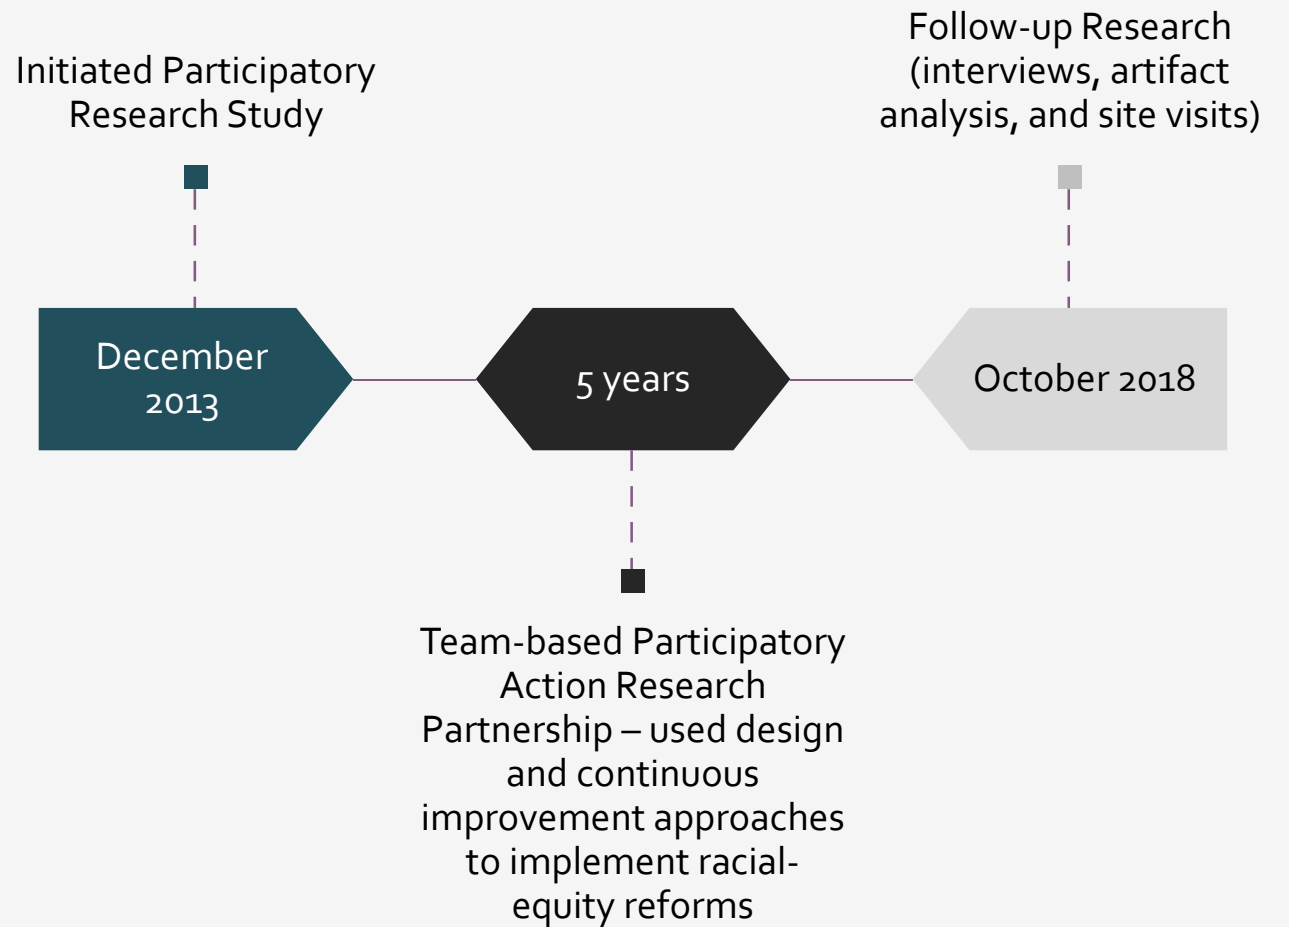 Initiated Participatory
Research Study
Follow-up Research
(interviews, artifact
analysis, and site visits)
December
2013
5 years
October 2018
Team-based Participatory
Action Research
Partnership – used design
and continuous
improvement approaches
to implement racial-
equity reforms